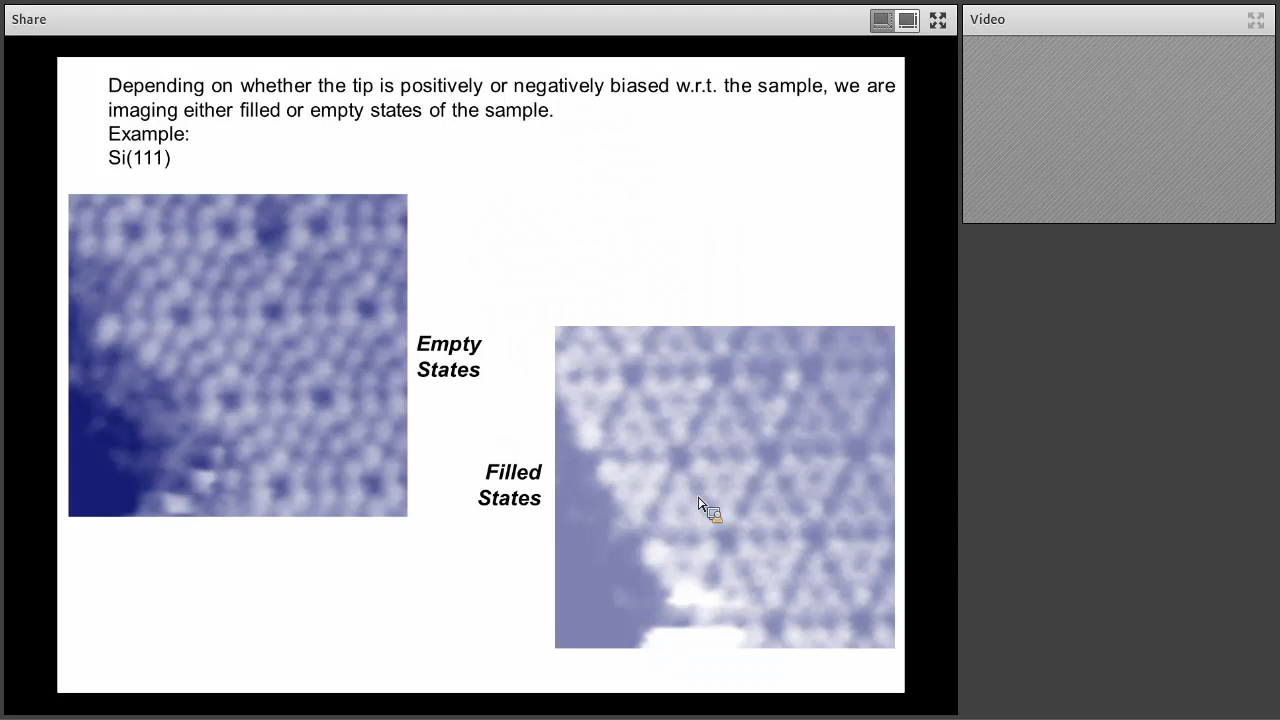 Share
Video
Depending on whether the tip is positively or negatively biased w.r.t. the sample, we are
imaging either filled or empty states of the sample.
Example:
Si(111)
Empty
States
Filled
States